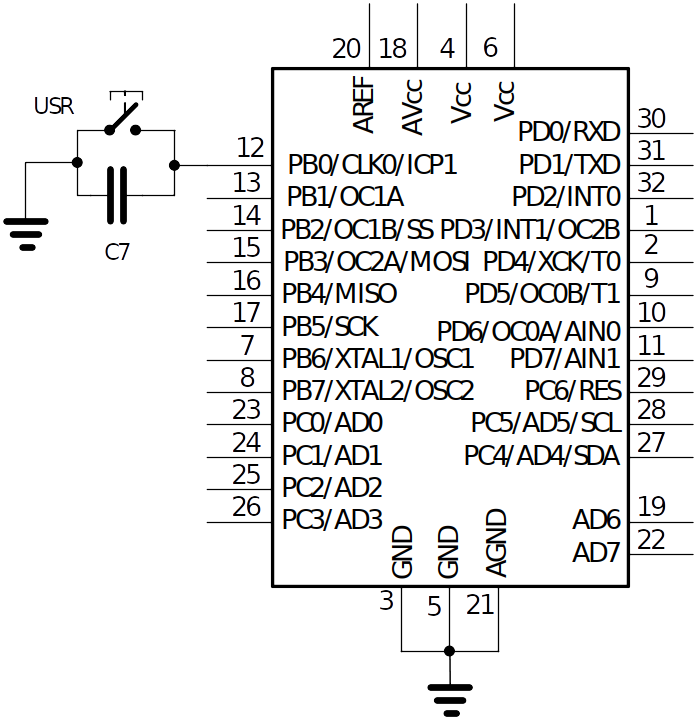 20 18 4 6
AREF AVcc Vcc Vcc
USR
C7
12 PB0/CLK0/ICP1
13 PB1/OC1A
14 PB2/OC1B/SS
15 PB3/OC2A/MOSI
16 PB4/MISO
17 PB5/SCK
7 PB6/XTAL1/OSC1
8 PB7/XTAL2/OSC2
23 PC0/AD0
24 PC1/AD1
25 PC2/AD2
26 PC3/AD3
PD0/RXD 30
PD1/TXD 31
PD2/INT0 32
PD3/INT1/OC2B 1
PD4/XCK/T0 2
PD5/OC0B/T1 9
PD6/OC0A/AIN0 10
PD7/AIN1 11
PC6/RES 29
PC5/AD5/SCL 28
PC4/AD4/SDA 27
AD6 19
AD7 22
GND GND AGND
3 5 21